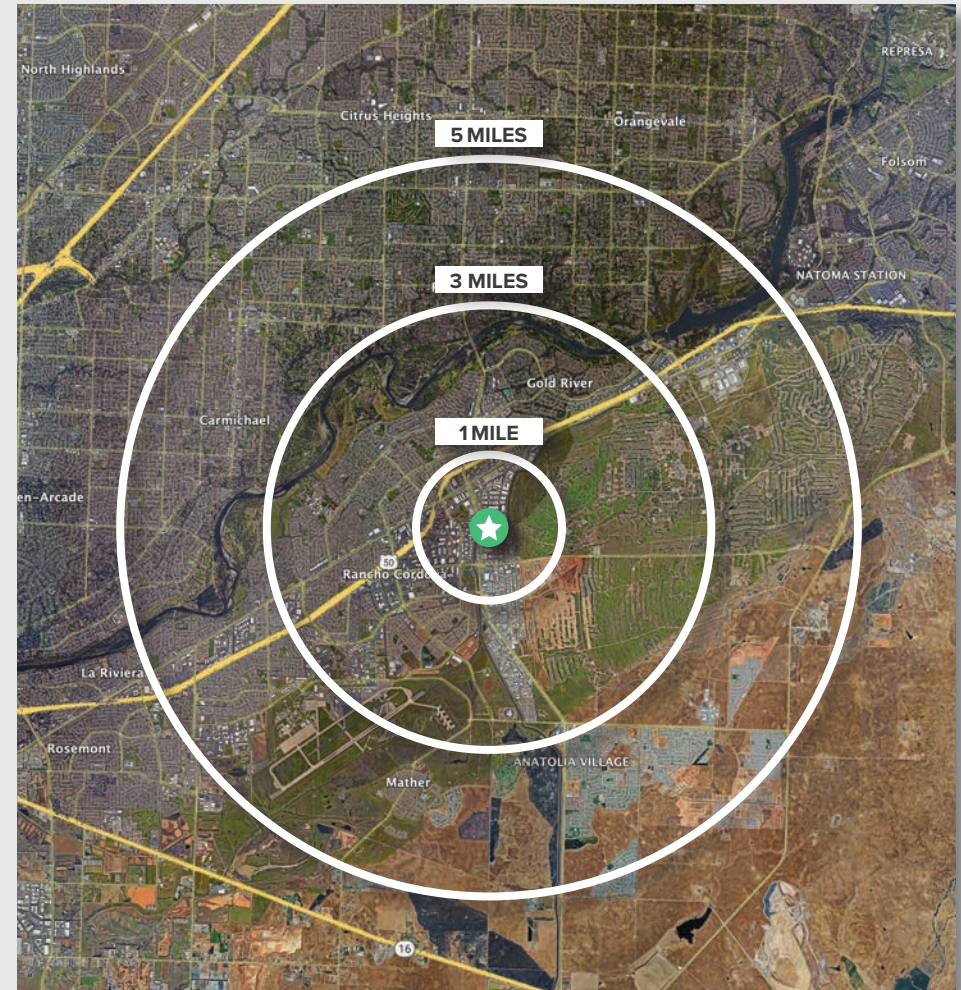 REPRESA
North Highlands
Citrus Heights
Orangevale
5 MILES
Folsom
NATOMA STATION
3 MILES
Gold River
Carmichael
1 MILE
en-Arcade
50
Rancho Cordova
La Riviera
4
Rosemont
ANATOLIA VILLAGE
Mather
16